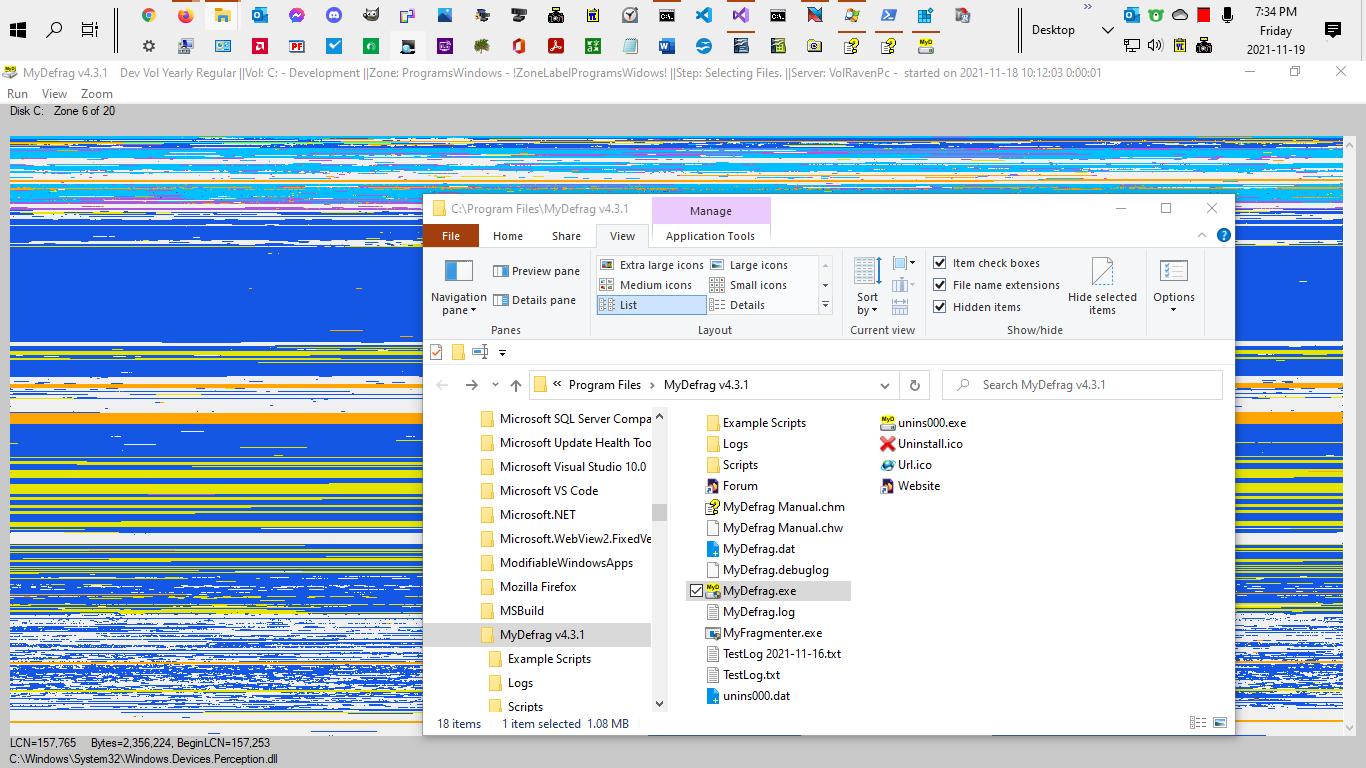 7:34 PM
Desktop
Friday
2021-11-19
MyDefrag v4.3.1 Dev Vol Yearly Regular ||Vol: C: - Development ||Zone: ProgramsWindows - !ZoneLabelProgramsWidows! ||Step: Selecting Files. ||Server: VolRavenPc - started on 2021-11-18 10:12:03 0:00:01
Run View Zoom
Disk C: Zone 6 of 20
C:\Program Files\MyDefrag v4.3.1
Manage
File Home Share View Application Tools
Navigation pane
Preview pane
Details pane
Panes
Extra large icons Large icons
Medium icons Small icons
List Details
Layout
Sort by
Current view
Item check boxes
File name extensions
Hidden items
Hide selected items
Show/hide
Options
« Program Files › MyDefrag v4.3.1
Search MyDefrag v4.3.1
Microsoft SQL Server Compa
Microsoft Update Health Too
Microsoft Visual Studio 10.0
Microsoft VS Code
Microsoft.NET
Microsoft.WebView2.FixedVe
ModifiableWindowsApps
Mozilla Firefox
MSBuild
MyDefrag v4.3.1
Example Scripts
Logs
Scripts
Example Scripts
Logs
Scripts
Forum
MyDefrag Manual.chm
MyDefrag Manual.chw
MyDefrag.dat
MyDefrag.debuglog
MyDefrag.exe
MyDefrag.log
MyFragmenter.exe
TestLog 2021-11-16.txt
TestLog.txt
unins000.dat
unins000.exe
Uninstall.ico
Url.ico
Website
18 items 1 item selected 1.08 MB
LCN=157,765 Bytes=2,356,224, BeginLCN=157,253
C:\Windows\System32\Windows.Devices.Perception.dll